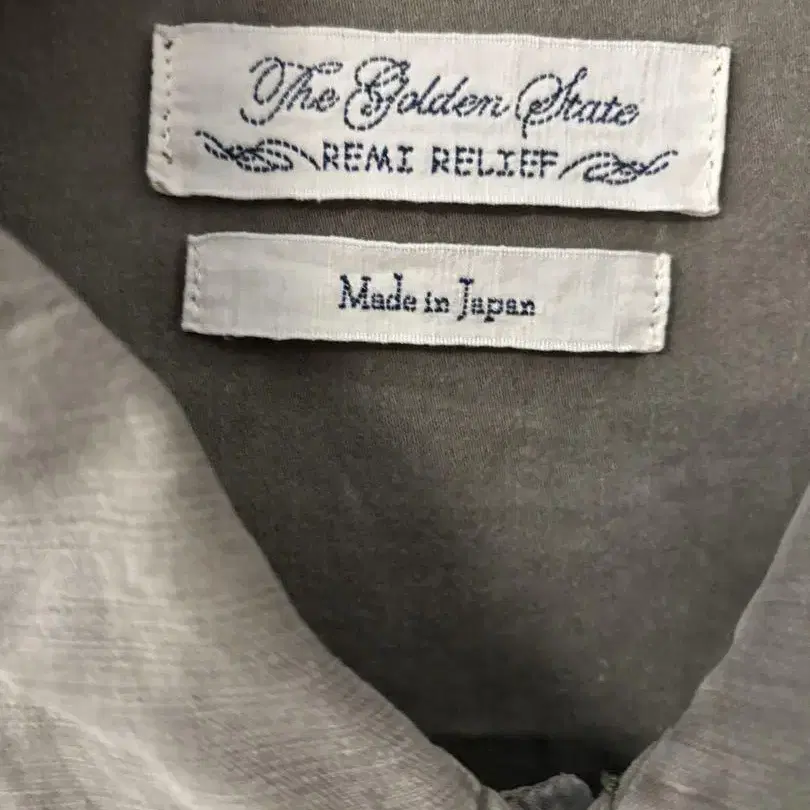 The Golden State
REMI RELIEF
Made in Japan